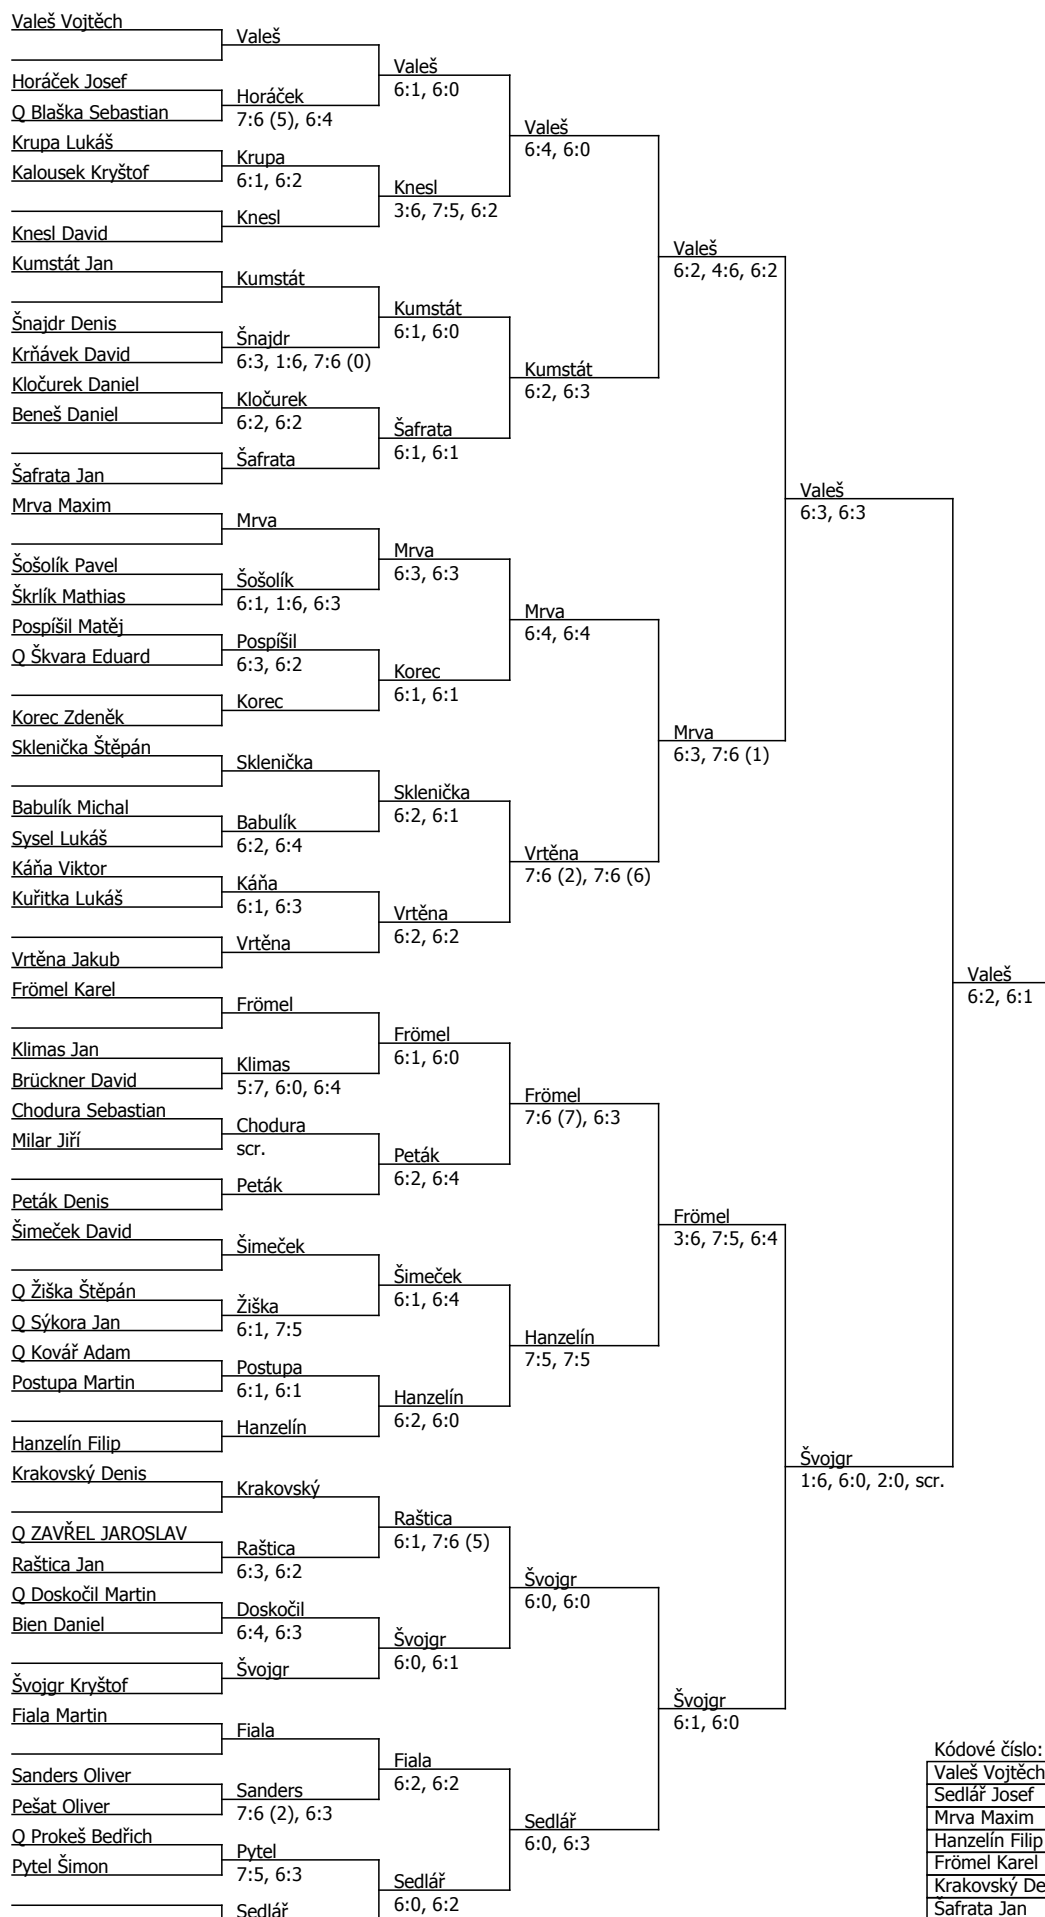 Valeš Vojtěch
Horáček Josef
Q Blaška Sebastian
Krupa Lukáš
Kalousek Kryštof
Knesl David
Kumstát Jan
Šnajdr Denis
Krňávek David
Kločurek Daniel
Beneš Daniel
Šafrata Jan
Mrva Maxim
Šošolík Pavel
Škrlík Mathias
Pospíšil Matěj
Q Škvara Eduard
Korec Zdeněk
Sklenička Štěpán
Babulík Michal
Sysel Lukáš
Káňa Viktor
Kuřitka Lukáš
Vrtěna Jakub
Frömel Karel
Klimas Jan
Brückner David
Chodura Sebastian
Milar Jiří
Peták Denis
Šimeček David
Q Žiška Štěpán
Q Sýkora Jan
Q Kovář Adam
Postupa Martin
Hanzelín Filip
Krakovský Denis
Q ZAVŘEL JAROSLAV
Raštica Jan
Q Doskočil Martin
Bien Daniel
Švojgr Kryštof
Fiala Martin
Sanders Oliver
Pešat Oliver
Q Prokeš Bedřich
Pytel Šimon
Valeš
Horáček
7:6 (5), 6:4
Krupa
6:1, 6:2
Knesl
Kumstát
Šnajdr
6:3, 1:6, 7:6 (0)
Kločurek
6:2, 6:2
Šafrata
Mrva
Šošolík
6:1, 1:6, 6:3
Pospíšil
6:3, 6:2
Korec
Sklenička
Babulík
6:2, 6:4
Káňa
6:1, 6:3
Vrtěna
Frömel
Klimas
5:7, 6:0, 6:4
Chodura
scr.
Peták
Šimeček
Žiška
6:1, 7:5
Postupa
6:1, 6:1
Hanzelín
Krakovský
Raštica
6:3, 6:2
Doskočil
6:4, 6:3
Švojgr
Fiala
Sanders
7:6 (2), 6:3
Pytel
7:5, 6:3
Sedlář
Valeš
6:1, 6:0
Knesl
3:6, 7:5, 6:2
Kumstát
6:1, 6:0
Šafrata
6:1, 6:1
Mrva
6:3, 6:3
Korec
6:1, 6:1
Sklenička
6:2, 6:1
Vrtěna
6:2, 6:2
Frömel
6:1, 6:0
Peták
6:2, 6:4
Šimeček
6:1, 6:4
Hanzelín
6:2, 6:0
Raštica
6:1, 7:6 (5)
Švojgr
6:0, 6:1
Fiala
6:2, 6:2
Sedlář
6:0, 6:2
Valeš
6:4, 6:0
Kumstát
6:2, 6:3
Mrva
6:4, 6:4
Vrtěna
7:6 (2), 7:6 (6)
Frömel
7:6 (7), 6:3
Hanzelín
7:5, 7:5
Švojgr
6:0, 6:0
Sedlář
6:0, 6:3
Valeš
6:2, 4:6, 6:2
Mrva
6:3, 7:6 (1)
Frömel
3:6, 7:5, 6:4
Švojgr
6:1, 6:0
Valeš
6:3, 6:3
Švojgr
1:6, 6:0, 2:0, scr.
Valeš
6:2, 6:1
Kódové číslo:
Valeš Vojtěch
Sedlář Josef
Mrva Maxim
Hanzelín Filip
Frömel Karel
Krakovský De
Šafrata Jan